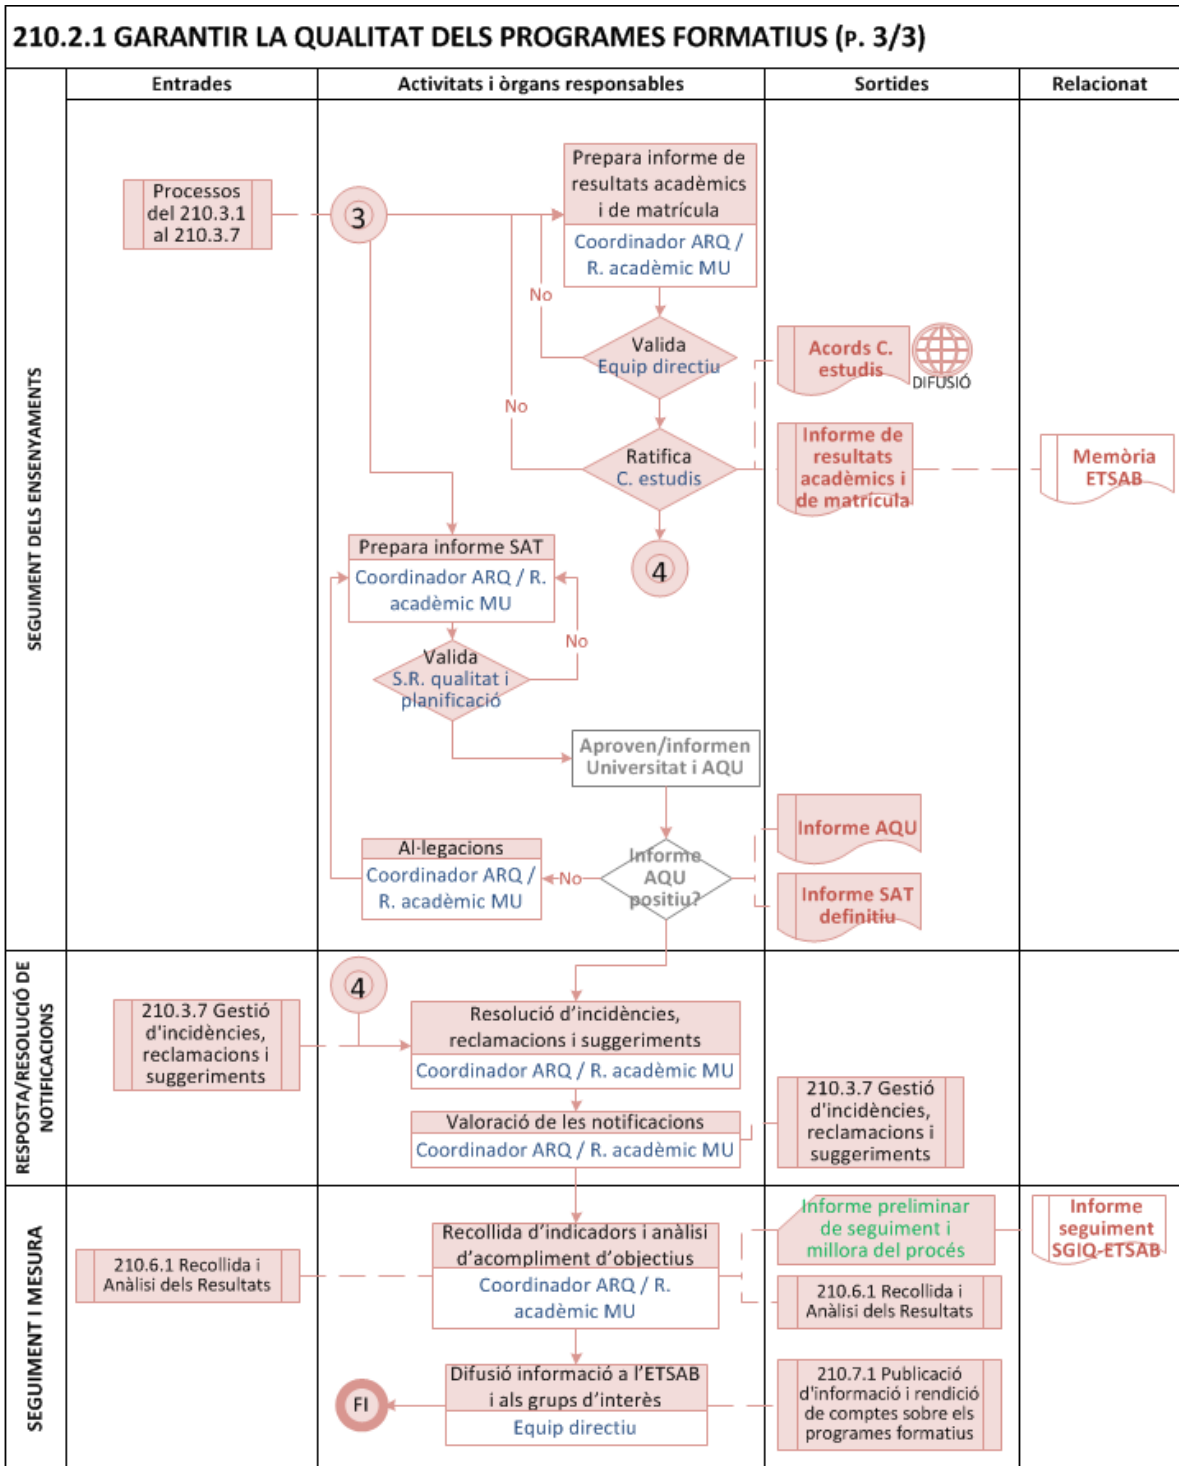 210.2.1 GARANTIR LA QUALITAT DELS PROGRAMES FORMATIUS (P. 3/3)
Entrades
Activitats i òrgans responsables
Sortides
Relacionat
SEGUIMENT DELS ENSENYAMENTS
Processos
del 210.3.1
al 210.3.7
3
Prepara informe de
resultats acadèmics
i de matrícula
Coordinador ARQ /
R. acadèmic MU
No
Valida
Equip directiu
No
Ratifica
C. estudis
4
Acords C.
estudis
DIFUSIÓ
Informe de
resultats
acadèmics i
de matrícula
Memòria
ETSAB
Prepara informe SAT
Coordinador ARQ / R.
acadèmic MU
No
Valida
S.R. qualitat i
planificació
Aproven/informen
Universitat i AQU
Informe
AQU
positiu?
No
Al·legacions
Coordinador ARQ /
R. acadèmic MU
Informe AQU
Informe SAT
definitiu
RESPOSTA/RESOLUCIÓ DE
NOTIFICACIONS
4
210.3.7 Gestió
d'incidències,
reclamacions i
suggeriments
Resolució d’incidències,
reclamacions i suggeriments
Coordinador ARQ / R. acadèmic MU
Valoració de les notificacions
Coordinador ARQ / R. acadèmic MU
210.3.7 Gestió
d'incidències,
reclamacions i
suggeriments
SEGUIMENT I MESURA
210.6.1 Recollida i
Anàlisi dels Resultats
Recollida d’indicadors i anàlisi
d’acompliment d’objectius
Coordinador ARQ / R.
acadèmic MU
Informe preliminar
de seguiment i
millora del procés
Informe
seguiment
SGIQ-ETSAB
210.6.1 Recollida i
Anàlisi dels Resultats
Difusió informació a l’ETSAB
i als grups d’interès
Equip directiu
FI
210.7.1 Publicació
d'informació i rendició
de comptes sobre els
programes formatius